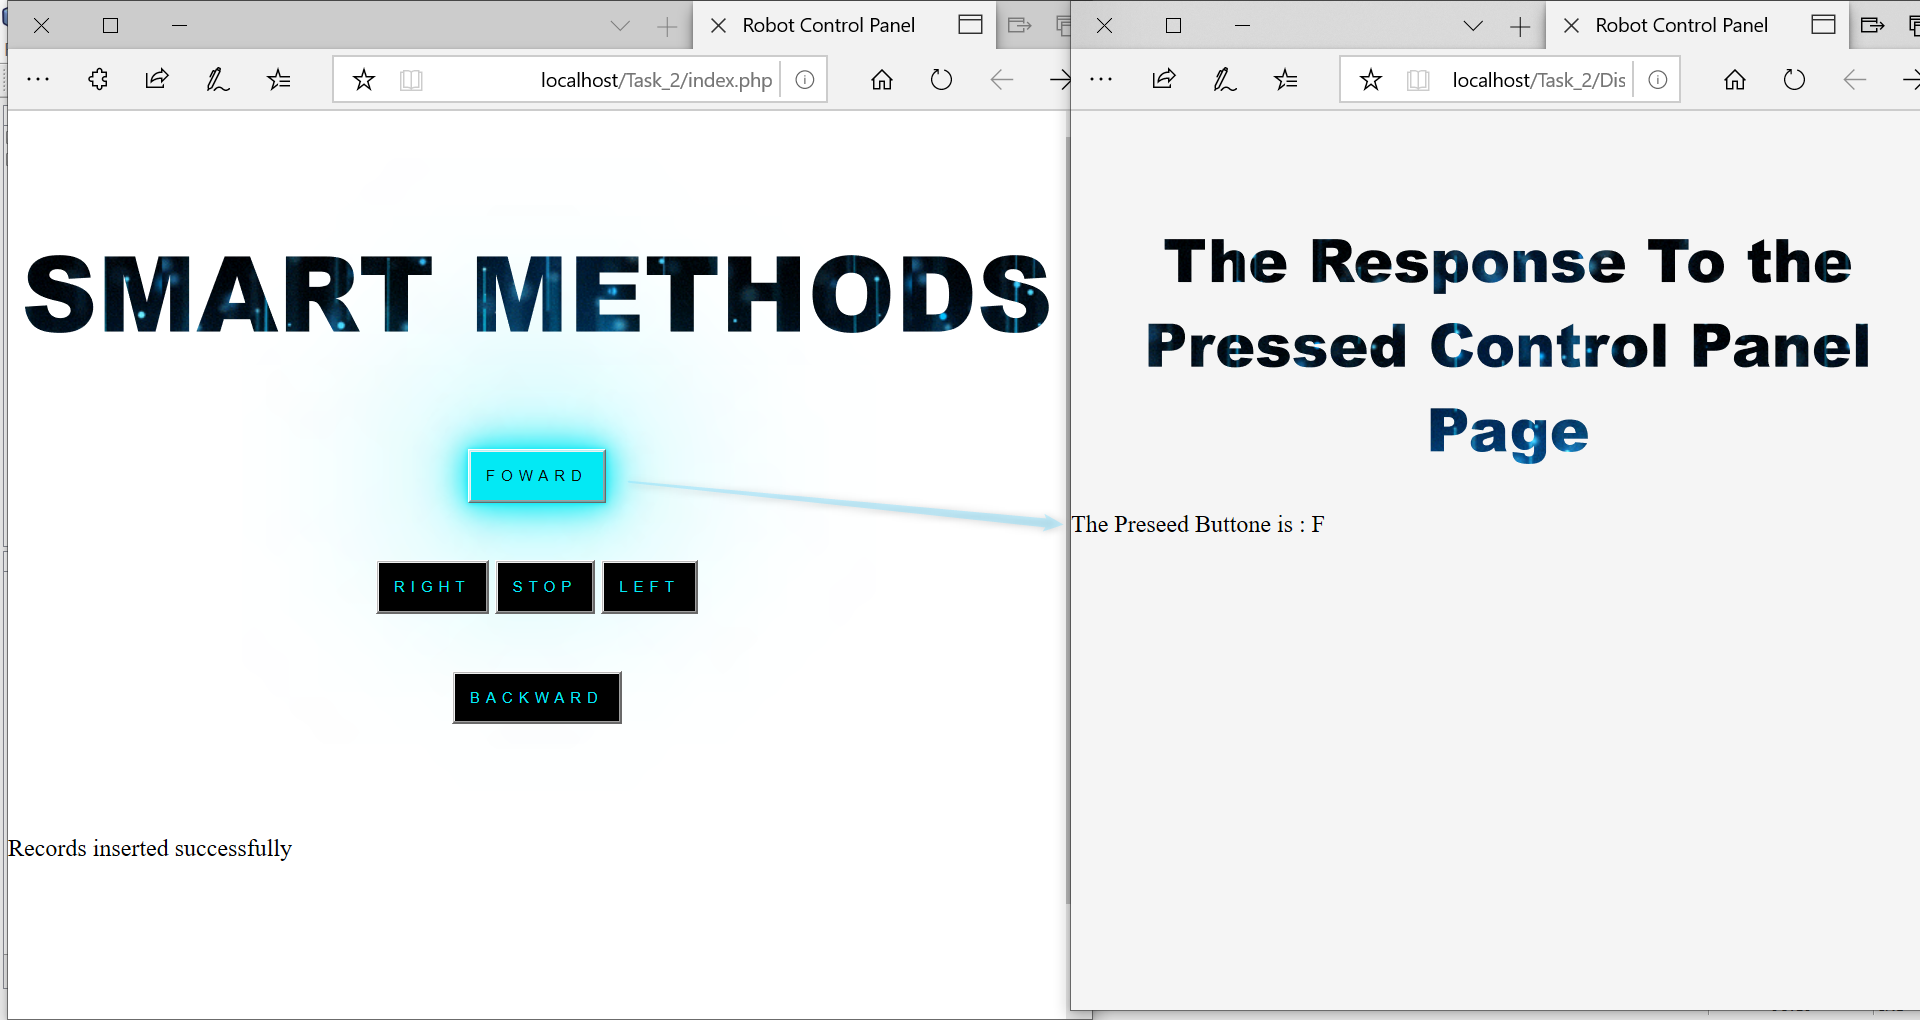 Robot Control Panel
localhost/Task_2/index.php
SMART METHODS
FOWARD
RIGHT STOP LEFT
BACKWARD
Records inserted successfully
Robot Control Panel
localhost/Task_2/Dis
The Response To the
Pressed Control Panel
Page
The Preseed Buttone is : F